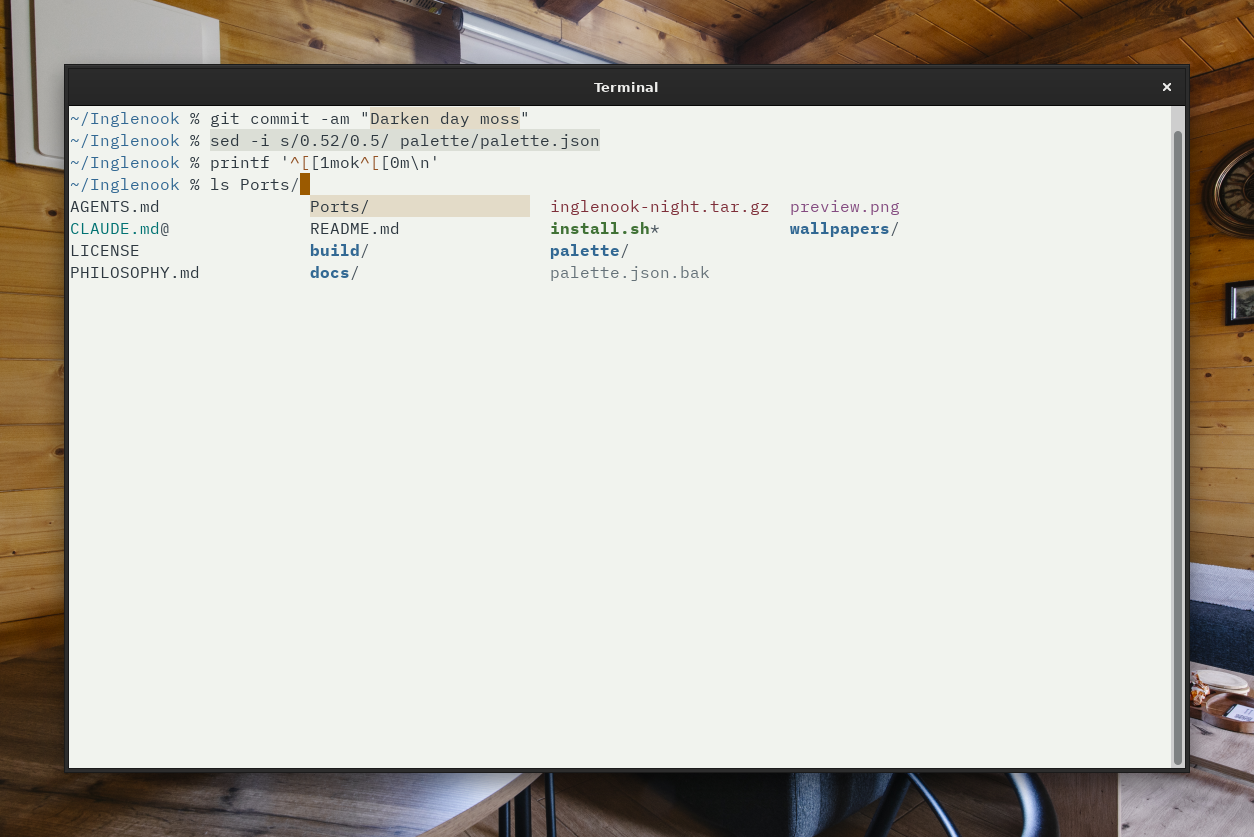 Terminal ×
~/Inglenook % git commit -am "Darken day moss"
~/Inglenook % sed -i s/0.52/0.5/ palette/palette.json
~/Inglenook % printf '^[[1mok^[[0m\n'
~/Inglenook % ls Ports/
AGENTS.md Ports/ inglenook-night.tar.gz preview.png
CLAUDE.md@ README.md install.sh* wallpapers/
LICENSE build/ palette/
PHILOSOPHY.md docs/ palette.json.bak